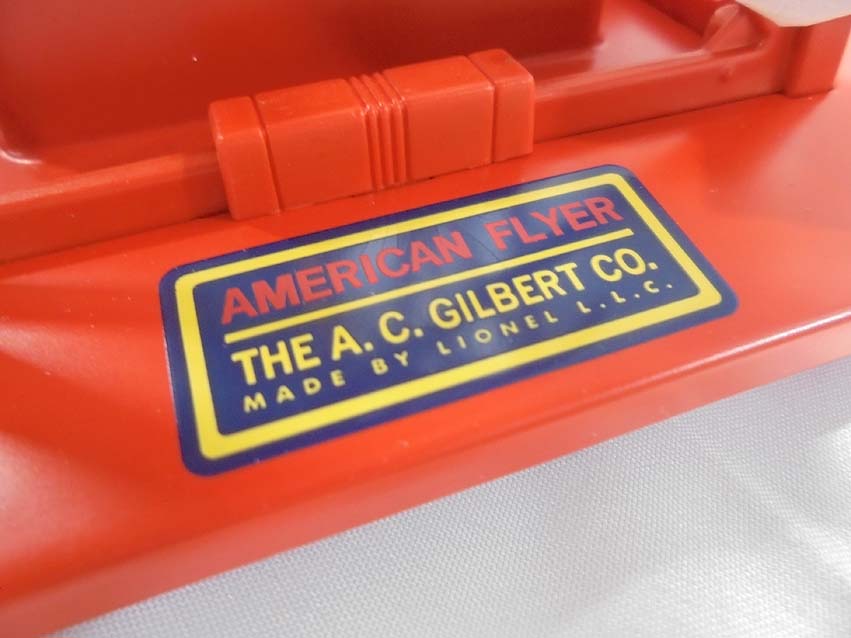 AMERICAN FLYER
THE A. C. GILBERT CO.
MADE BY LIONEL L.L.C.